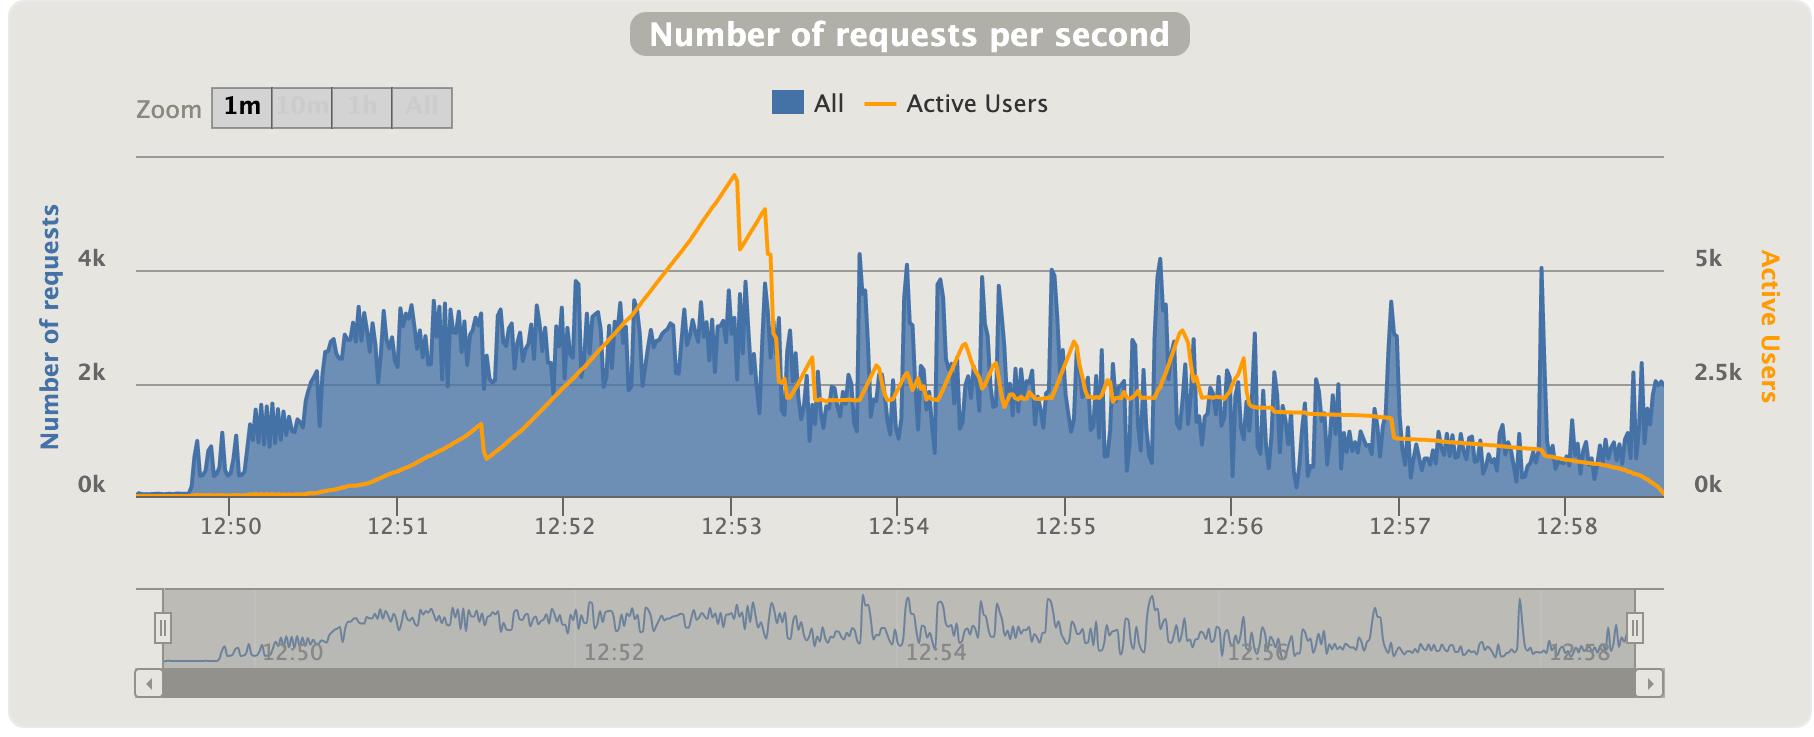 Number of requests per second
Zoom 1m 10m 1h All
All Active Users
Number of requests
4k
2k
0k
5k
2.5k
0k
Active Users
12:50 12:51 12:52 12:53 12:54 12:55 12:56 12:57 12:58
12:50 12:52 12:54 12:56 12:58